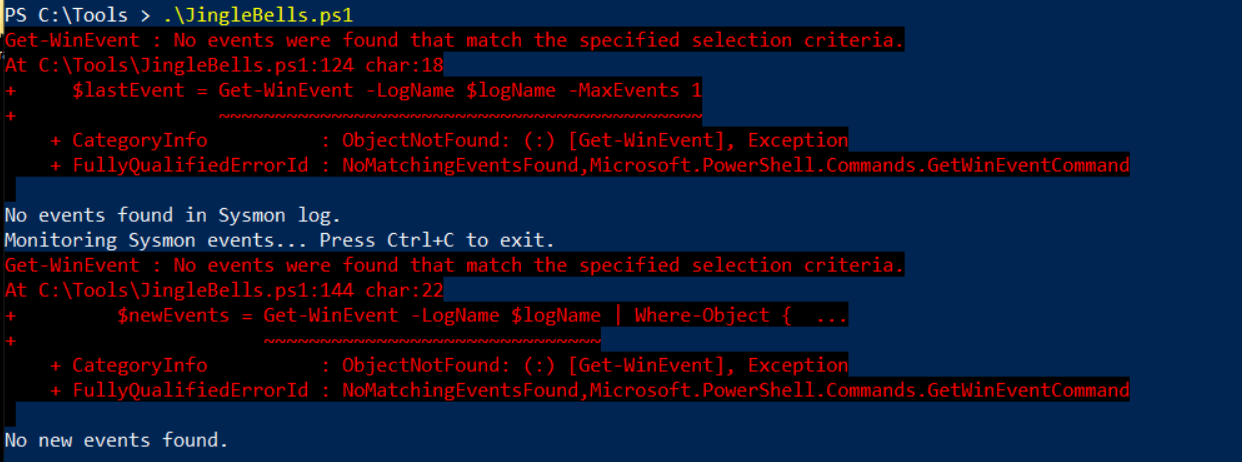 PS C:\Tools > .\JingleBells.ps1
Get-WinEvent : No events were found that match the specified selection criteria.
At C:\Tools\JingleBells.ps1:124 char:18
+     $lastEvent = Get-WinEvent -LogName $logName -MaxEvents 1
+                  ~~~~~~~~~~~~~~~~~~~~~~~~~~~~~~~~~~~~~~~~~~~
    + CategoryInfo          : ObjectNotFound: (:) [Get-WinEvent], Exception
    + FullyQualifiedErrorId : NoMatchingEventsFound,Microsoft.PowerShell.Commands.GetWinEventCommand
No events found in Sysmon log.
Monitoring Sysmon events... Press Ctrl+C to exit.
Get-WinEvent : No events were found that match the specified selection criteria.
At C:\Tools\JingleBells.ps1:144 char:22
+         $newEvents = Get-WinEvent -LogName $logName | Where-Object {  ...
+                      ~~~~~~~~~~~~~~~~~~~~~~~~~~~~~~
    + CategoryInfo          : ObjectNotFound: (:) [Get-WinEvent], Exception
    + FullyQualifiedErrorId : NoMatchingEventsFound,Microsoft.PowerShell.Commands.GetWinEventCommand
No new events found.